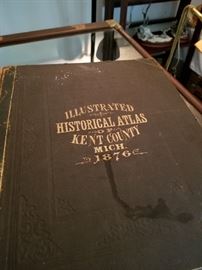 ILLUSTRATED
HISTORICAL ATLAS
OF
KENT COUNTY
MICH.
1876